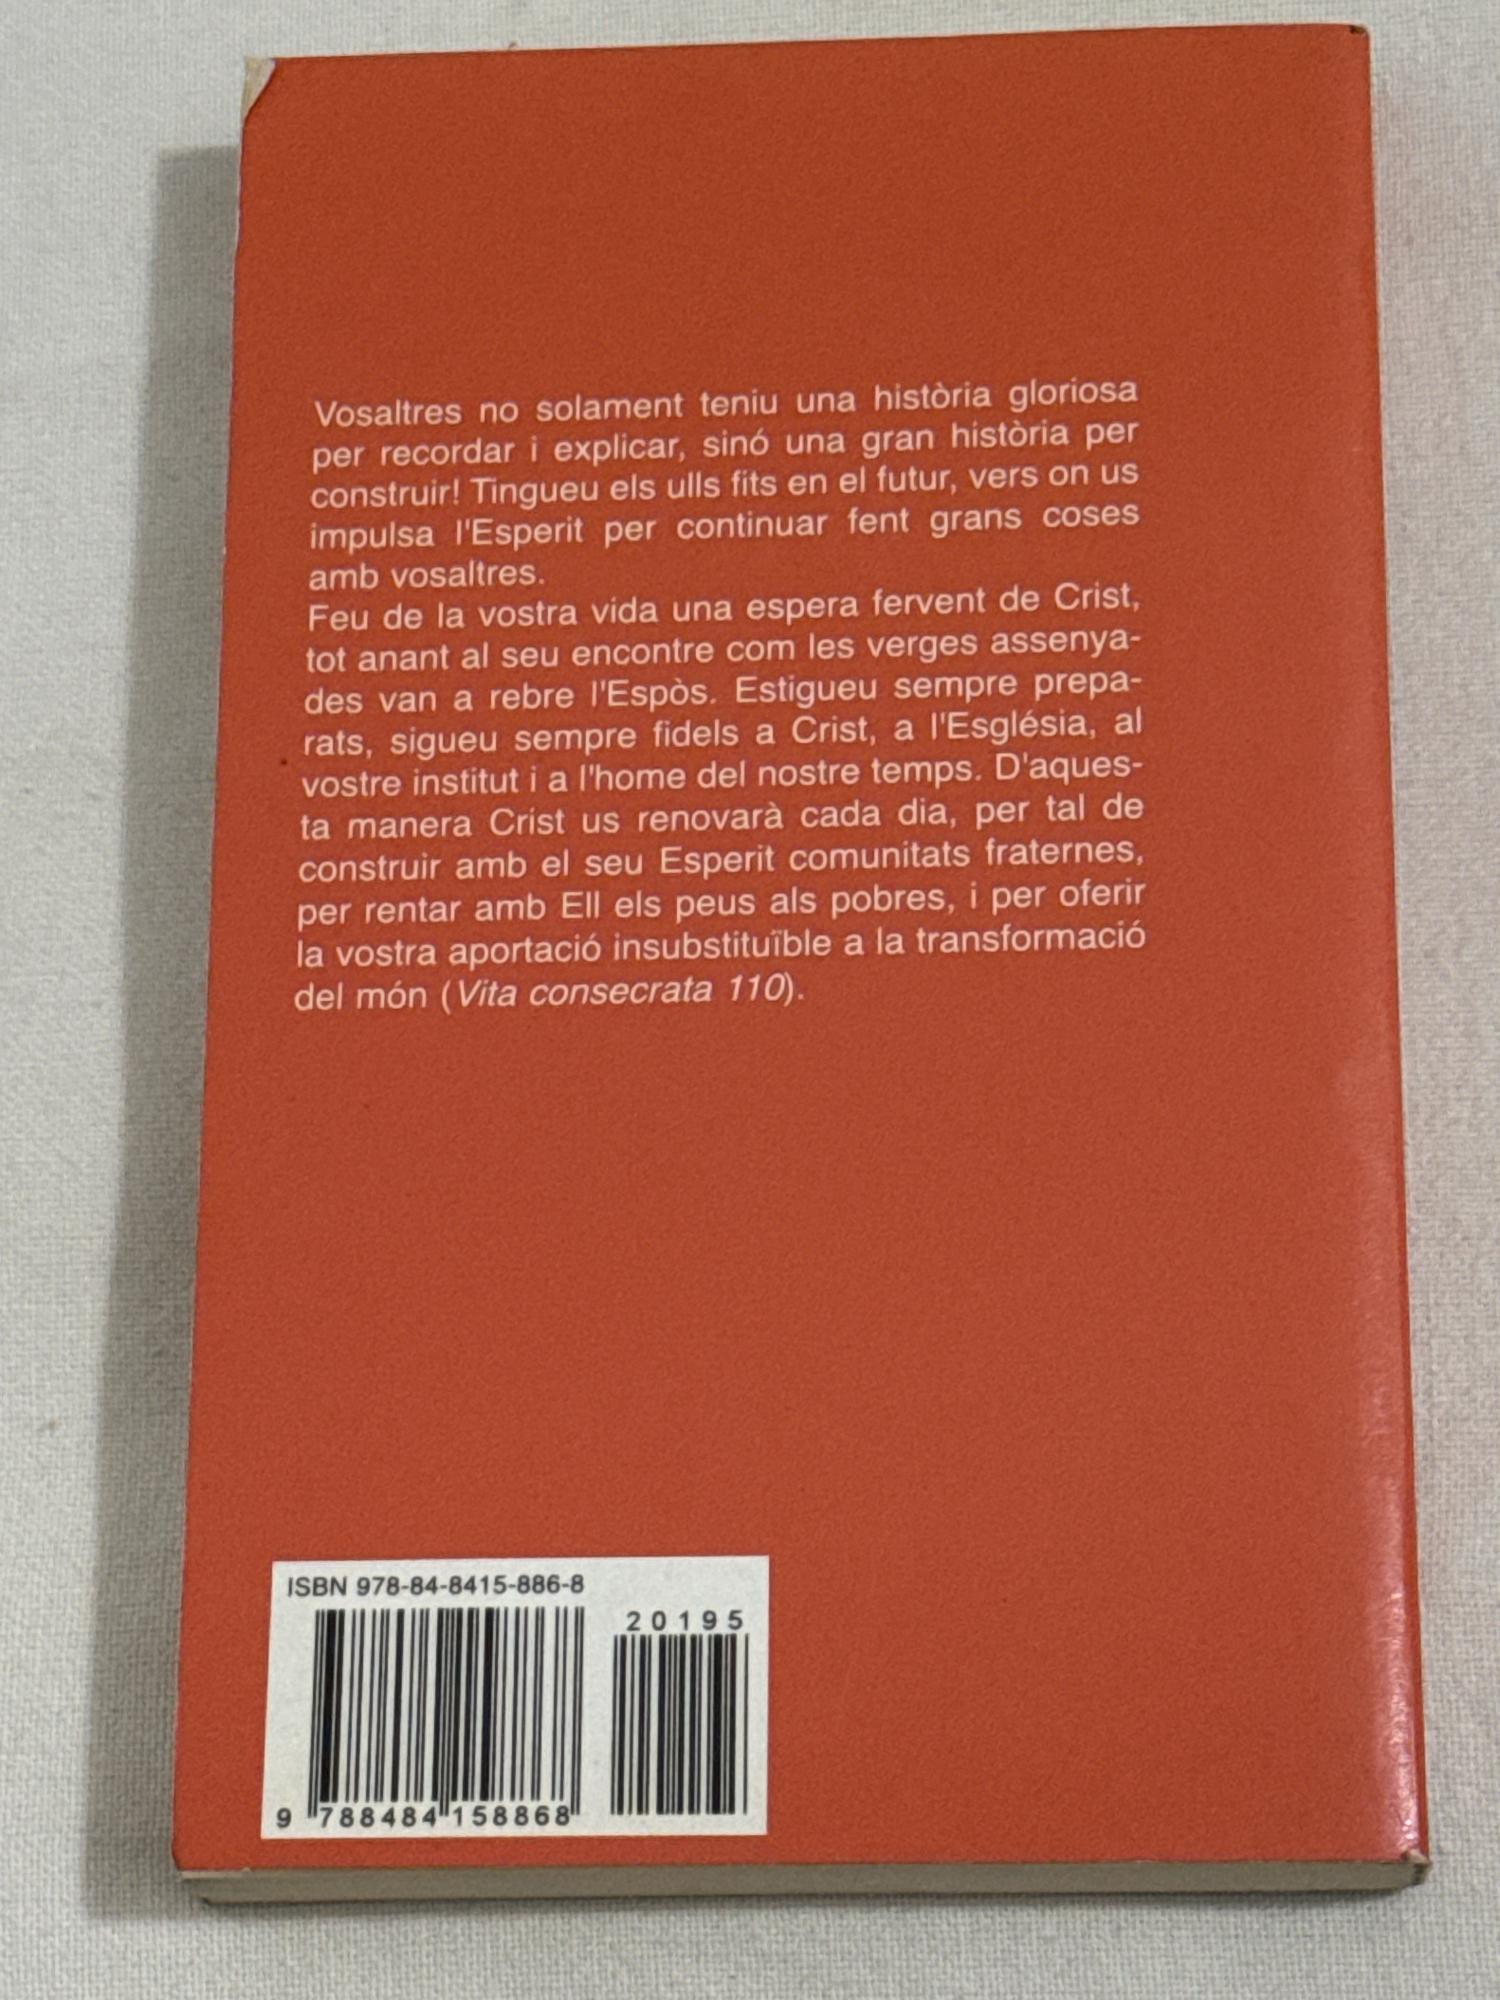 Vosaltres no solament teniu una història gloriosa
per recordar i explicar, sinó una gran història per
construir! Tingueu els ulls fits en el futur, vers on us
impulsa l'Esperit per continuar fent grans coses
amb vosaltres.
Feu de la vostra vida una espera fervent de Crist,
tot anant al seu encontre com les verges assenya-
des van a rebre l'Espòs. Estigueu sempre prepa-
rats, sigueu sempre fidels a Crist, a l'Església, al
vostre institut i a l'home del nostre temps. D'aques-
ta manera Crist us renovarà cada dia, per tal de
construir amb el seu Esperit comunitats fraternes,
per rentar amb Ell els peus als pobres, i per oferir
la vostra aportació insubstituïble a la transformació
del món (Vita consecrata 110).
ISBN 978-84-8415-886-8
20195
9 788484 158868